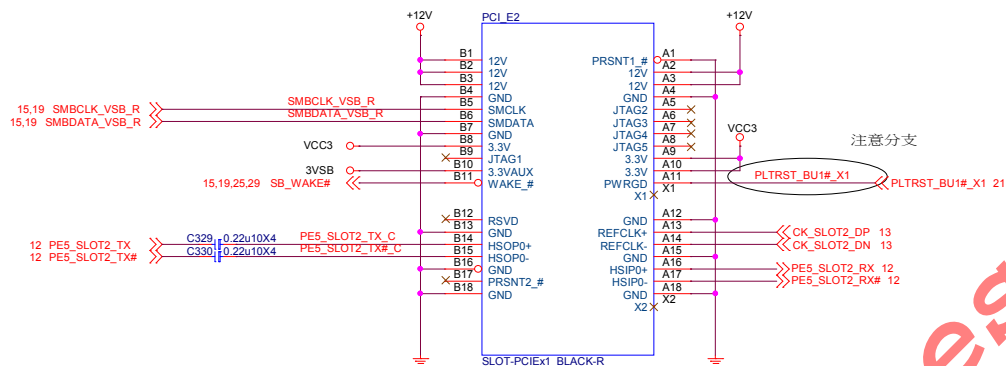 +12V
PCI_E2
+12V
B1 12V
B2 12V
B3 12V
B4 GND
15,19 SMBCLK_VSB_R SMBCLK_VSB_R B5 SMCLK
15,19 SMBDATA_VSB_R SMBDATA_VSB_R B6 SMDATA
B7 GND
VCC3 B8 3.3V
B9 JTAG1
3VSB B10 3.3VAUX
15,19,25,29 SB_WAKE# B11 WAKE_#
B12 RSVD
B13 GND
12 PE5_SLOT2_TX C329 0.22u10X4 PE5_SLOT2_TX_C B14 HSOP0+
12 PE5_SLOT2_TX# C330 0.22u10X4 PE5_SLOT2_TX#_C B15 HSOP0-
B16 GND
B17 PRSNT2_#
B18 GND
PRSNT1_# A1
12V A2
12V A3
GND A4
JTAG2 A5
JTAG3 A6
JTAG4 A7
JTAG5 A8
VCC3
注意分支
3.3V A9
3.3V A10
PWRGD A11 PLTRST_BU1#_X1 PLTRST_BU1#_X1 21
X1 X1
GND A12
REFCLK+ A13 CK_SLOT2_DP 13
REFCLK- A14 CK_SLOT2_DN 13
GND A15
HSIP0+ A16 PE5_SLOT2_RX 12
HSIP0- A17 PE5_SLOT2_RX# 12
GND A18
X2 X2
SLOT-PCIEx1_BLACK-R
es